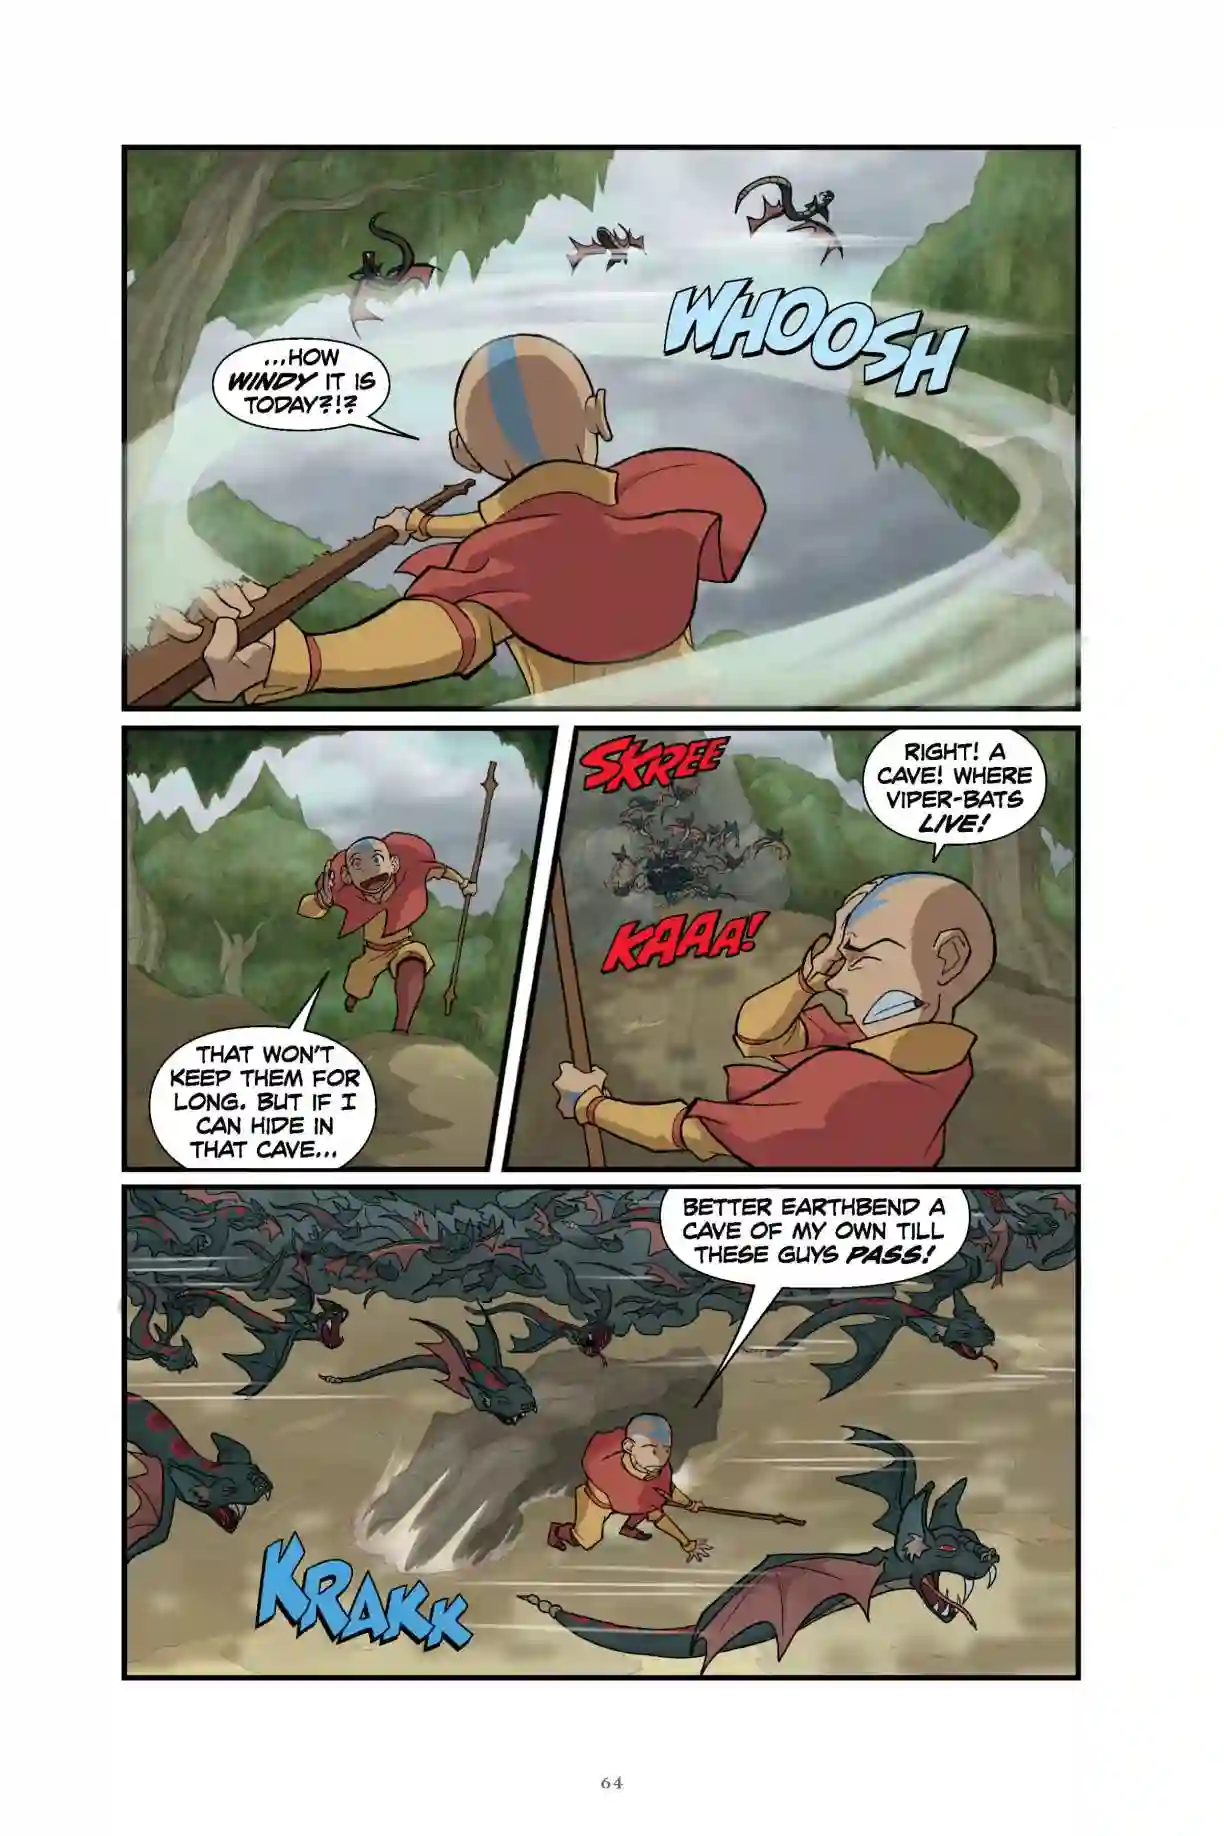 WHOOSH
...HOW
WINDY IT IS
TODAY?!?
THAT WON'T
KEEP THEM FOR
LONG. BUT IF I
CAN HIDE IN
THAT CAVE...
SKREE
KAAA!
RIGHT! A
CAVE! WHERE
VIPER-BATS
LIVE!
BETTER EARTHBEND A
CAVE OF MY OWN TILL
THESE GUYS PASS!
KRAKK
64